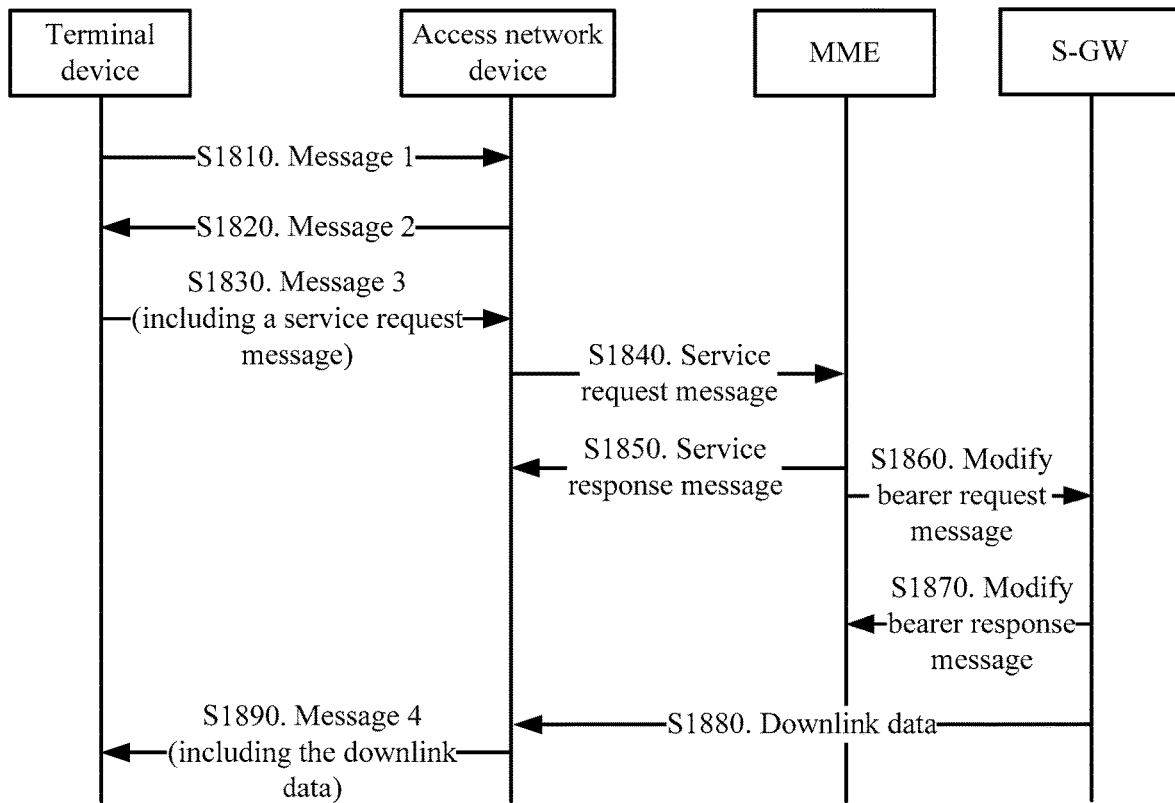 Terminal
device
Access network
device
MME
S-GW
S1810. Message 1
S1820. Message 2
S1830. Message 3
(including a service request
message)
S1840. Service
request message
S1850. Service
response message
S1860. Modify
bearer request
message
S1870. Modify
bearer response
message
S1880. Downlink data
S1890. Message 4
(including the downlink
data)